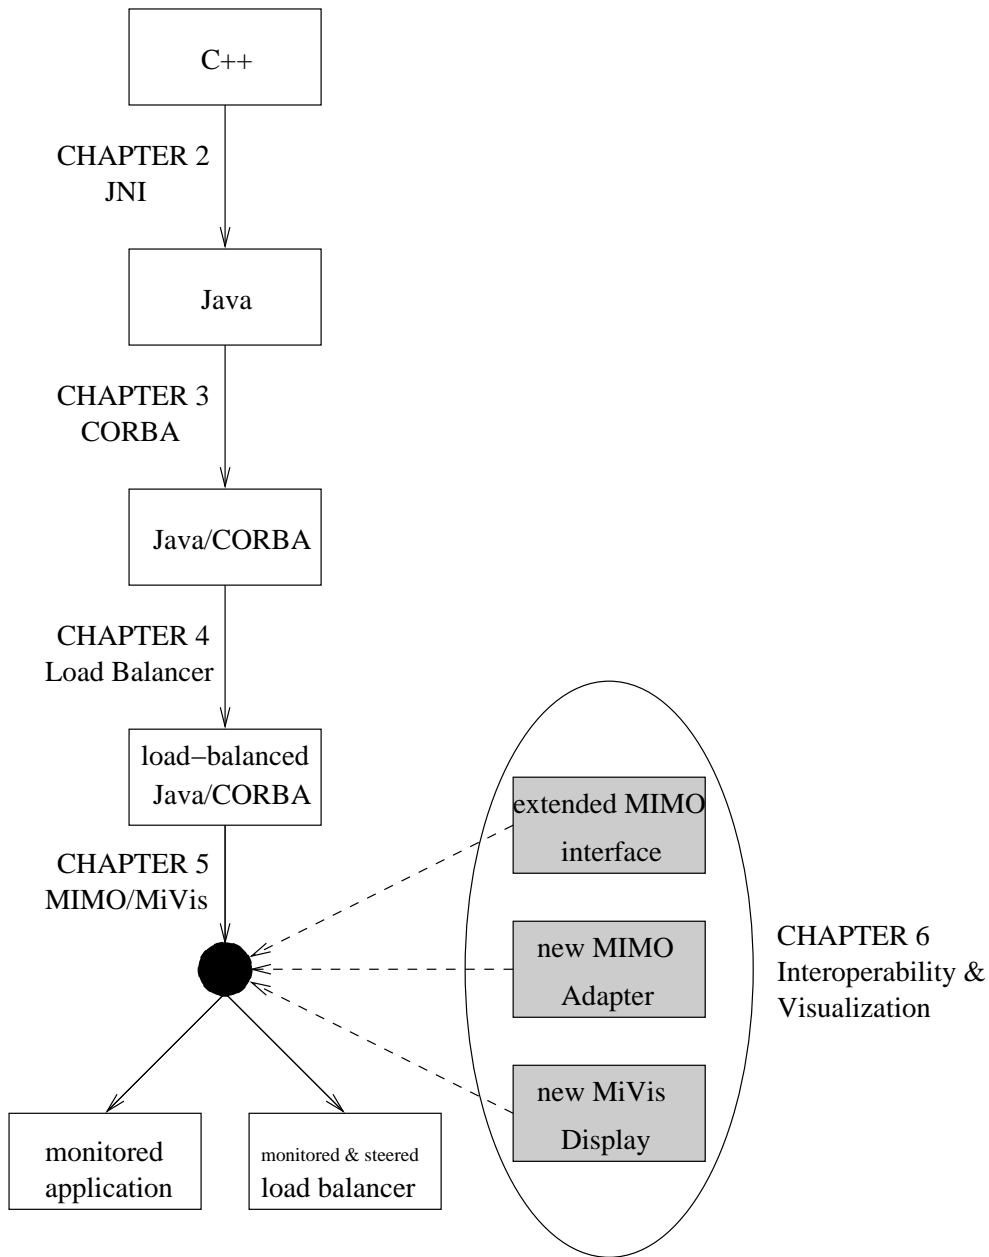 C++
CHAPTER 2
JNI
Java
CHAPTER 3
CORBA
Java/CORBA
CHAPTER 4
Load Balancer
load−balanced
Java/CORBA
CHAPTER 5
MIMO/MiVis
extended MIMO
interface
new MIMO
Adapter
new MiVis
Display
CHAPTER 6
Interoperability &
Visualization
monitored
application
monitored & steered
load balancer